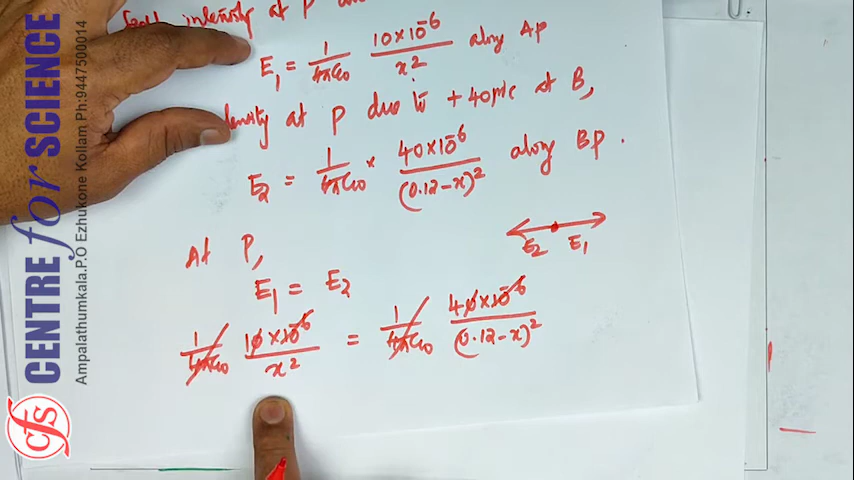 intensity at P
E₁ = 1/4πε₀ 10×10⁻⁶/x² along AP
at P due to +40μc at B,
E₂ = 1/4πε₀ × 40×10⁻⁶/(0.12-x)² along BP.
E₂ E₁
At P,
E₁ = E₂
1/4πε₀ 10×10⁻⁶/x² = 1/4πε₀ 40×10⁻⁶/(0.12-x)²
CENTRE for SCIENCE
Ampalathumkala.P.O Ezhukone Kollam Ph:9447500014
cfs